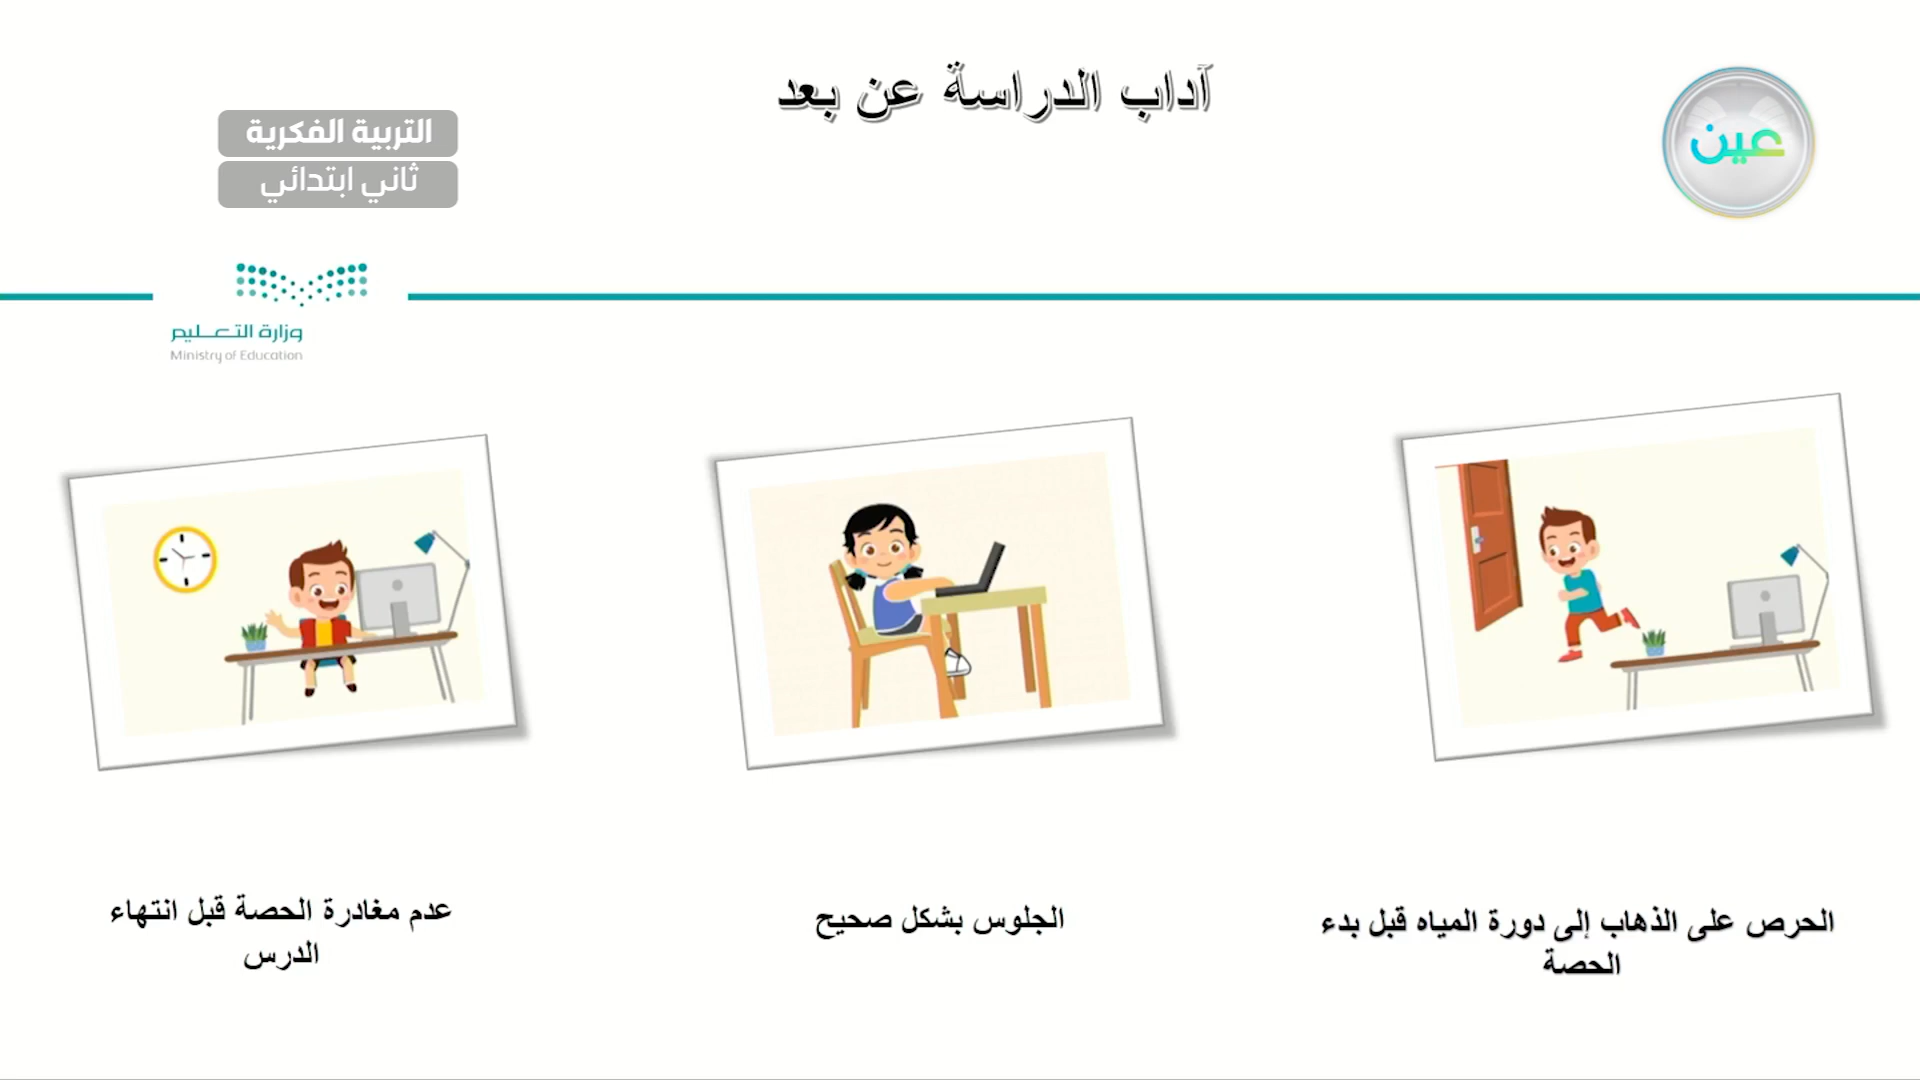 آداب الدراسة عن بعد
عين
التربية الفكرية
ثاني ابتدائي
وزارة التعليم
Ministry of Education
الحرص على الذهاب إلى دورة المياه قبل بدء
الحصة
الجلوس بشكل صحيح
عدم مغادرة الحصة قبل انتهاء
الدرس